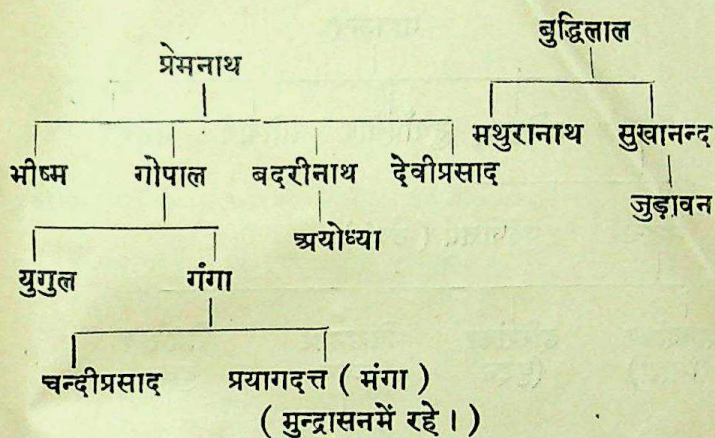 बुद्धिलाल
प्रेमनाथ
मथुरानाथ सुखानन्द
भीष्म गोपाल बदरीनाथ देवीप्रसाद
जुड़ावन
अयोध्या
युगुल गंगा
चन्दीप्रसाद प्रयागदत्त ( मंगा )
( मुन्द्रासनमें रहे । )